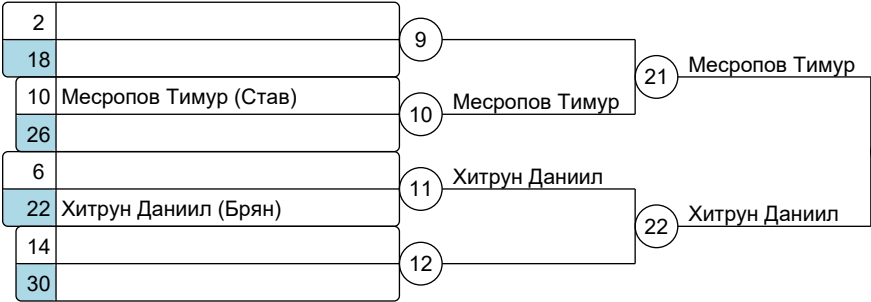 2
9
18
21 Месропов Тимур
10 Месропов Тимур (Став)
10 Месропов Тимур
26
6
11 Хитрун Даниил
22 Хитрун Даниил (Брян)
22 Хитрун Даниил
14
12
30